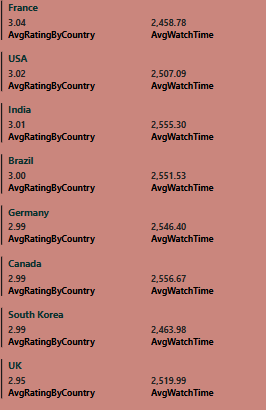 France
3.04 2,458.78
AvgRatingByCountry AvgWatchTime
USA
3.02 2,507.09
AvgRatingByCountry AvgWatchTime
India
3.01 2,555.30
AvgRatingByCountry AvgWatchTime
Brazil
3.00 2,551.53
AvgRatingByCountry AvgWatchTime
Germany
2.99 2,546.40
AvgRatingByCountry AvgWatchTime
Canada
2.99 2,556.67
AvgRatingByCountry AvgWatchTime
South Korea
2.99 2,463.98
AvgRatingByCountry AvgWatchTime
UK
2.95 2,519.99
AvgRatingByCountry AvgWatchTime